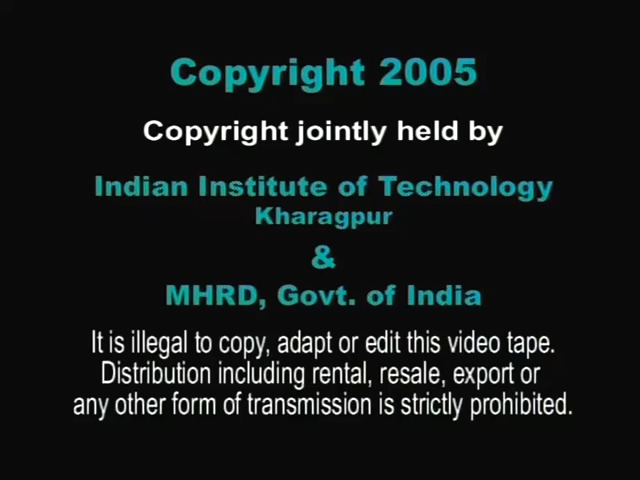 Copyright 2005
Copyright jointly held by
Indian Institute of Technology
Kharagpur
&
MHRD, Govt. of India
It is illegal to copy, adapt or edit this video tape.
Distribution including rental, resale, export or
any other form of transmission is strictly prohibited.